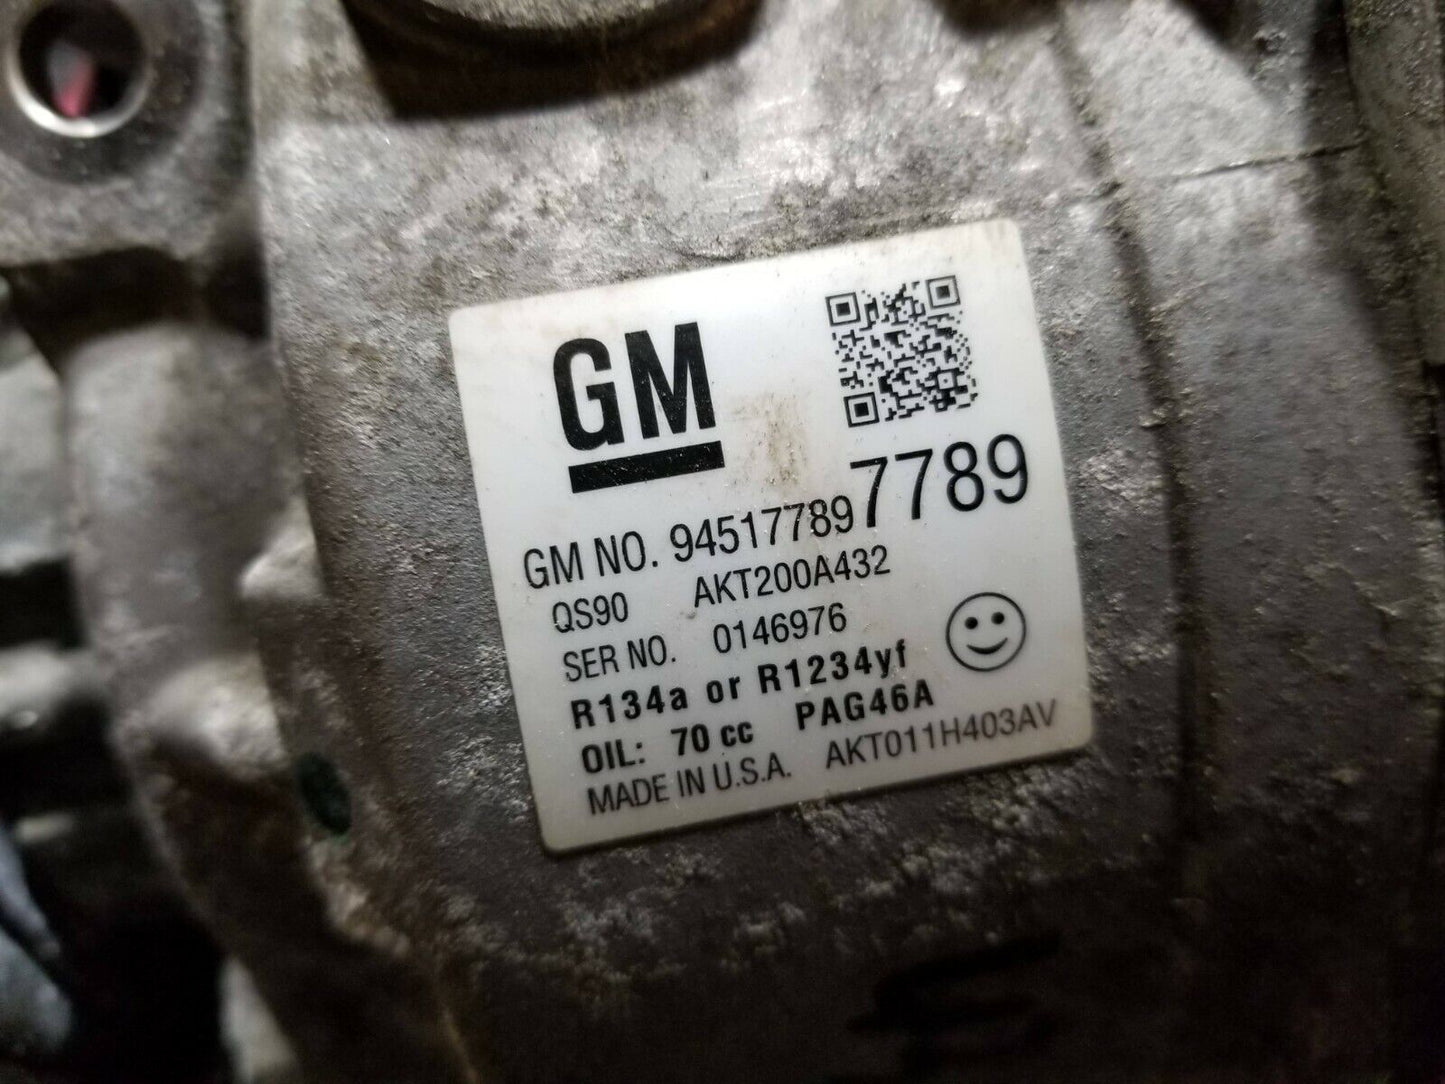 GM
7789
GM NO. 94517789
QS90 AKT200A432
SER NO. 0146976
R134a or R1234yf
OIL: 70 cc PAG46A
MADE IN U.S.A. AKT011H403AV